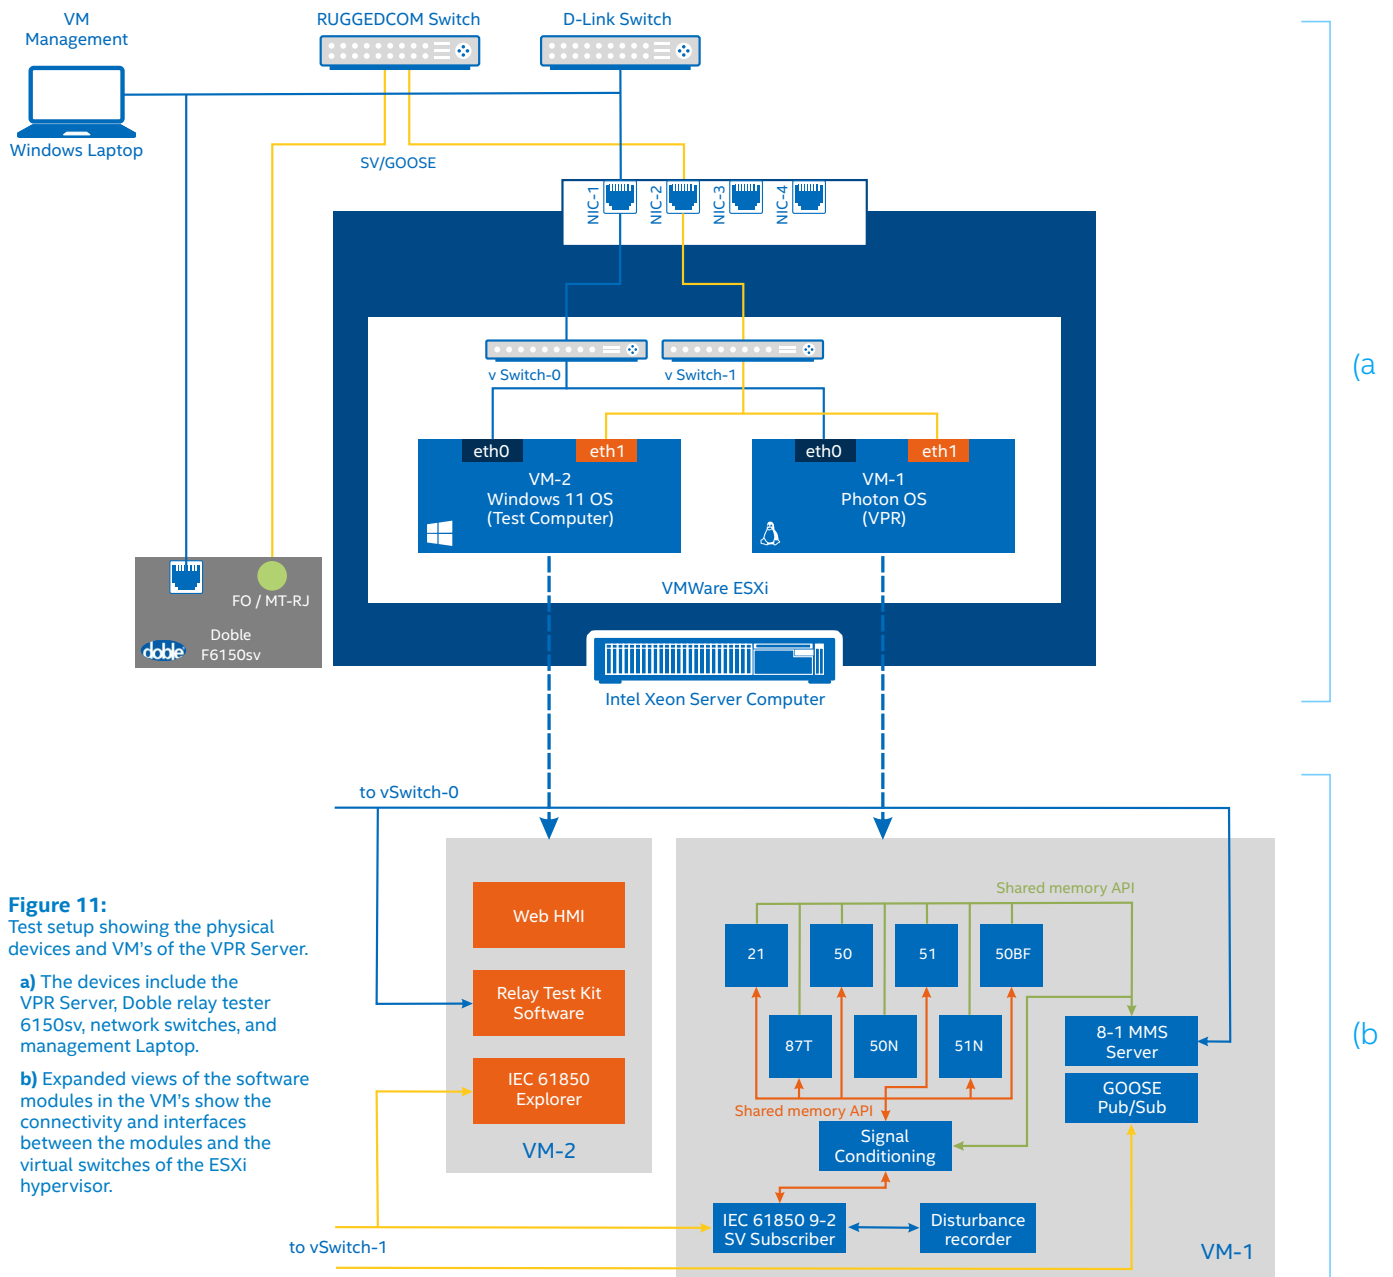 VM
Management
RUGGEDCOM Switch
D-Link Switch
Windows Laptop
SV/GOOSE
NIC-1
NIC-2
NIC-3
NIC-4
(a
v Switch-0
v Switch-1
eth0
eth1
eth0
eth1
VM-2
Windows 11 OS
(Test Computer)
VM-1
Photon OS
(VPR)
VMWare ESXi
FO / MT-RJ
Doble
F6150sv
doble
Intel Xeon Server Computer
to vSwitch-0
Figure 11:
Test setup showing the physical
devices and VM's of the VPR Server.
a) The devices include the
VPR Server, Doble relay tester
6150sv, network switches, and
management Laptop.
b) Expanded views of the software
modules in the VM's show the
connectivity and interfaces
between the modules and the
virtual switches of the ESXi
hypervisor.
Web HMI
Relay Test Kit
Software
IEC 61850
Explorer
VM-2
Shared memory API
21
50
51
50BF
87T
50N
51N
8-1 MMS
Server
GOOSE
Pub/Sub
Shared memory API
Signal
Conditioning
IEC 61850 9-2
SV Subscriber
Disturbance
recorder
VM-1
(b
to vSwitch-1